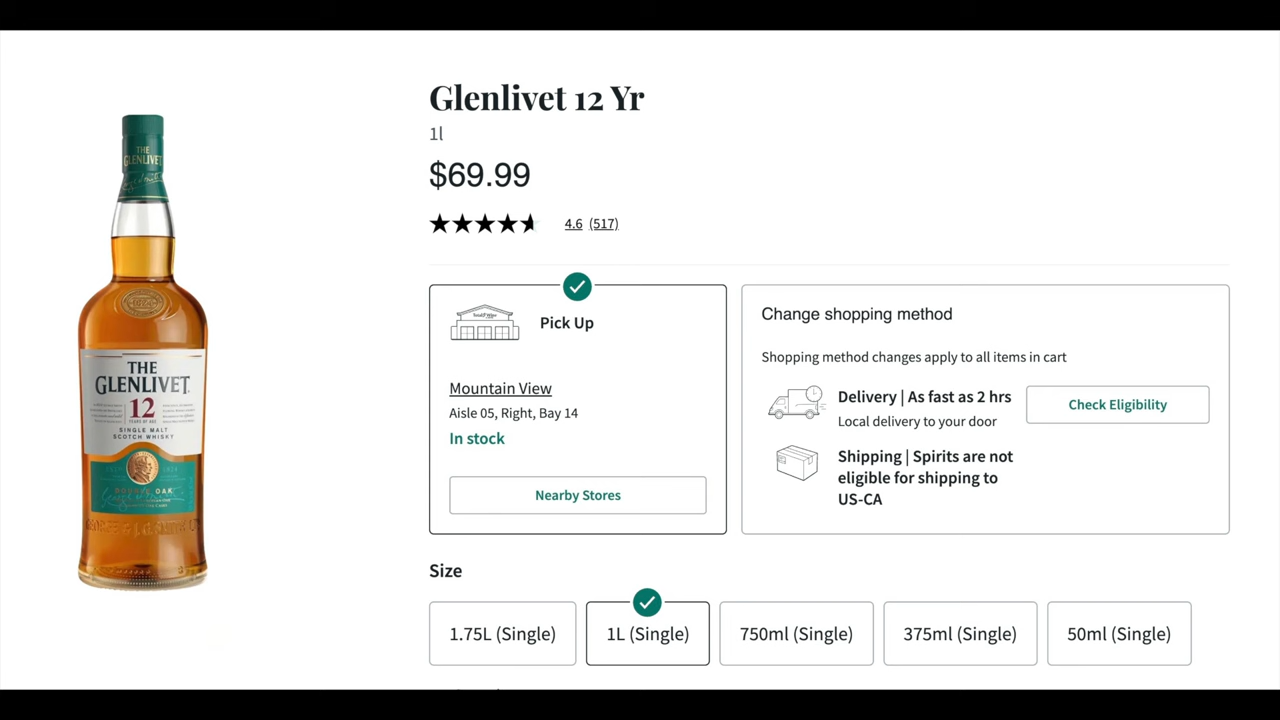 Glenlivet 12 Yr
1l
$69.99
4.6 (517)
Pick Up
Mountain View
Aisle 05, Right, Bay 14
In stock
Nearby Stores
Change shopping method
Shopping method changes apply to all items in cart
Delivery | As fast as 2 hrs
Local delivery to your door
Check Eligibility
Shipping | Spirits are not
eligible for shipping to
US-CA
Size
1.75L (Single)
1L (Single)
750ml (Single)
375ml (Single)
50ml (Single)
THE
GLENLIVET
THE
GLENLIVET.
12
YEARS OF AGE
SINGLE MALT
SCOTCH WHISKY